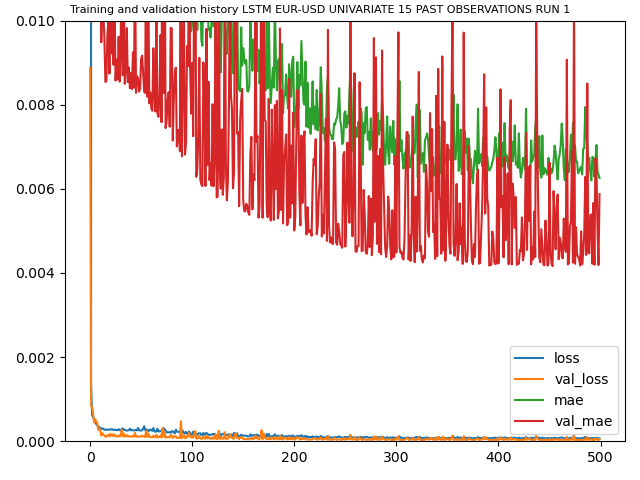 Training and validation history LSTM EUR-USD UNIVARIATE 15 PAST OBSERVATIONS RUN 1
0.010
0.008
0.006
0.004
0.002
0.000
0 100 200 300 400 500
loss
val_loss
mae
val_mae